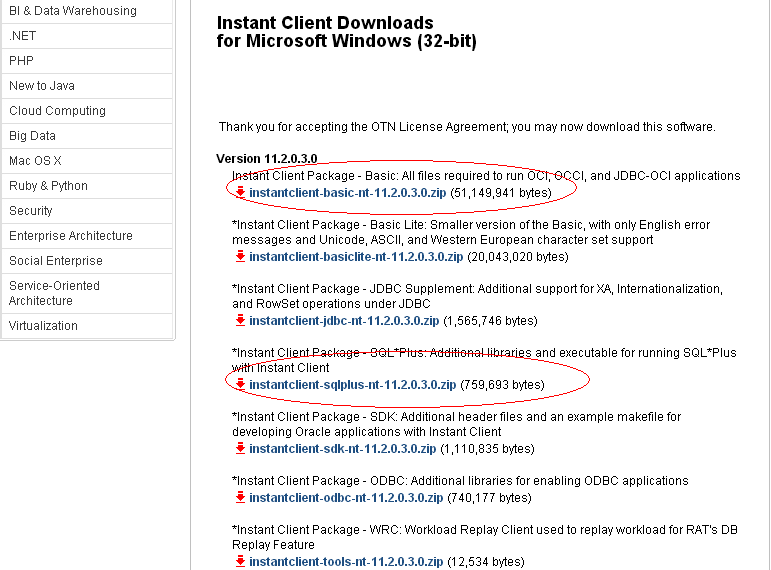 BI & Data Warehousing
.NET
PHP
New to Java
Cloud Computing
Big Data
Mac OS X
Ruby & Python
Security
Enterprise Architecture
Social Enterprise
Service-Oriented
Architecture
Virtualization
Instant Client Downloads
for Microsoft Windows (32-bit)
Thank you for accepting the OTN License Agreement; you may now download this software.
Version 11.2.0.3.0
Instant Client Package - Basic: All files required to run OCI, OCCI, and JDBC-OCI applications
instantclient-basic-nt-11.2.0.3.0.zip (51,149,941 bytes)
*Instant Client Package - Basic Lite: Smaller version of the Basic, with only English error
messages and Unicode, ASCII, and Western European character set support
instantclient-basiclite-nt-11.2.0.3.0.zip (20,043,020 bytes)
*Instant Client Package - JDBC Supplement: Additional support for XA, Internationalization,
and RowSet operations under JDBC
instantclient-jdbc-nt-11.2.0.3.0.zip (1,565,746 bytes)
*Instant Client Package - SQL*Plus: Additional libraries and executable for running SQL*Plus
with Instant Client
instantclient-sqlplus-nt-11.2.0.3.0.zip (759,693 bytes)
*Instant Client Package - SDK: Additional header files and an example makefile for
developing Oracle applications with Instant Client
instantclient-sdk-nt-11.2.0.3.0.zip (1,110,835 bytes)
*Instant Client Package - ODBC: Additional libraries for enabling ODBC applications
instantclient-odbc-nt-11.2.0.3.0.zip (740,177 bytes)
*Instant Client Package - WRC: Workload Replay Client used to replay workload for RAT's DB
Replay Feature
instantclient-tools-nt-11.2.0.3.0.zip (12,534 bytes)